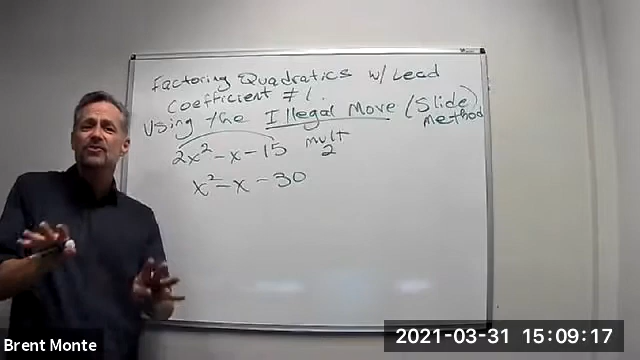 Factoring Quadratics w/ Lead
Coefficient ≠ 1.
Using the Illegal Move (Slide)
method
2x² - x - 15 mult
2
x² - x - 30
Brent Monte
2021-03-31 15:09:17